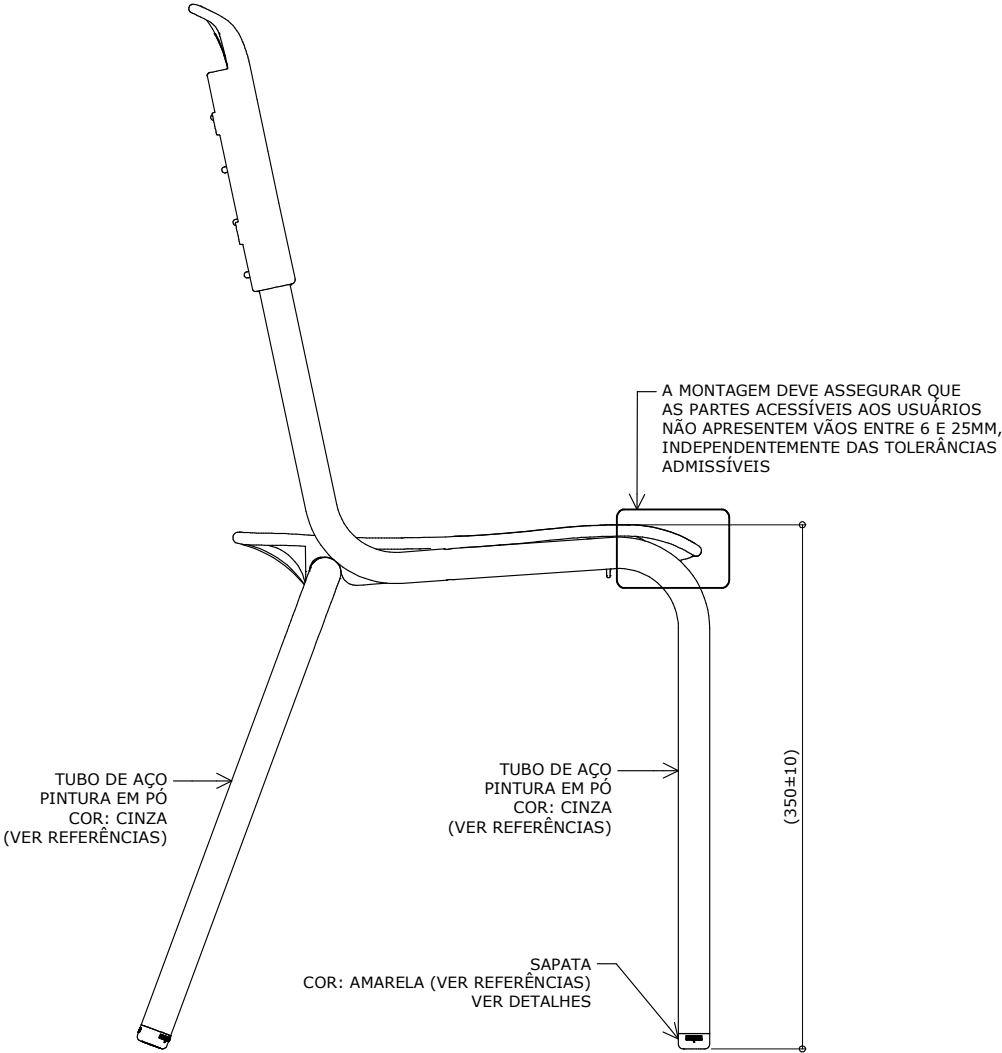 A MONTAGEM DEVE ASSEGURAR QUE
AS PARTES ACESSÍVEIS AOS USUÁRIOS
NÃO APRESENTEM VÃOS ENTRE 6 E 25MM,
INDEPENDENTEMENTE DAS TOLERÂNCIAS
ADMISSÍVEIS
TUBO DE AÇO
PINTURA EM PÓ
COR: CINZA
(VER REFERÊNCIAS)
TUBO DE AÇO
PINTURA EM PÓ
COR: CINZA
(VER REFERÊNCIAS)
(350±10)
SAPATA
COR: AMARELA (VER REFERÊNCIAS)
VER DETALHES